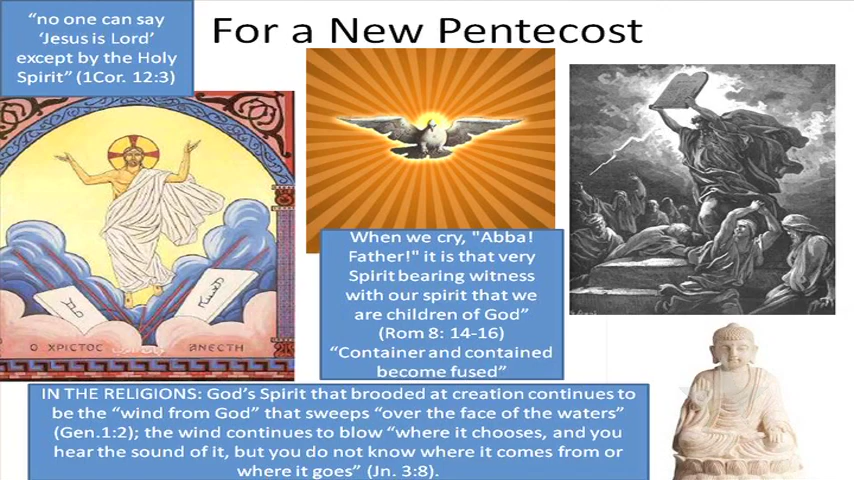 "no one can say
'Jesus is Lord'
except by the Holy
Spirit" (1Cor. 12:3)
For a New Pentecost
When we cry, "Abba!
Father!" it is that very
Spirit bearing witness
with our spirit that we
are children of God"
(Rom 8: 14-16)
"Container and contained
become fused"
Ο ΧΡΙCΤΟC
ΑΝΕCΤΗ
IN THE RELIGIONS: God's Spirit that brooded at creation continues to
be the "wind from God" that sweeps "over the face of the waters"
(Gen.1:2); the wind continues to blow "where it chooses, and you
hear the sound of it, but you do not know where it comes from or
where it goes" (Jn. 3:8).